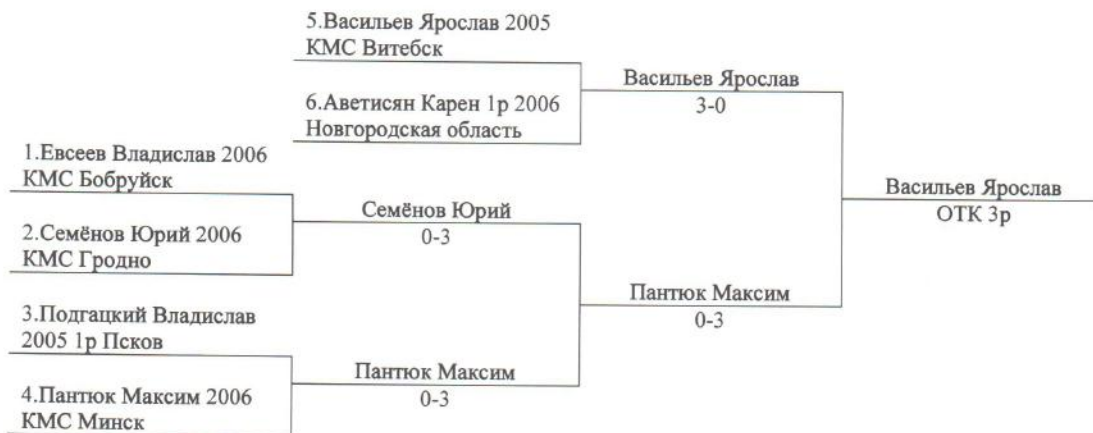 5.Васильев Ярослав 2005
КМС Витебск
Васильев Ярослав
3-0
6.Аветисян Карен 1р 2006
Новгородская область
1.Евсеев Владислав 2006
КМС Бобруйск
Васильев Ярослав
ОТК 3р
Семёнов Юрий
0-3
2.Семёнов Юрий 2006
КМС Гродно
Пантюк Максим
0-3
3.Подгацкий Владислав
2005 1р Псков
Пантюк Максим
0-3
4.Пантюк Максим 2006
КМС Минск